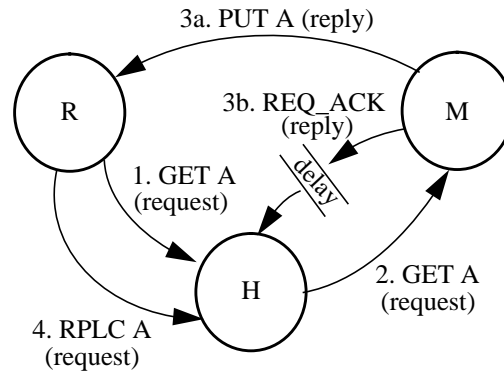 3a. PUT A (reply)
R
M
3b. REQ_ACK
(reply)
delay
1. GET A
(request)
H
2. GET A
(request)
4. RPLC A
(request)